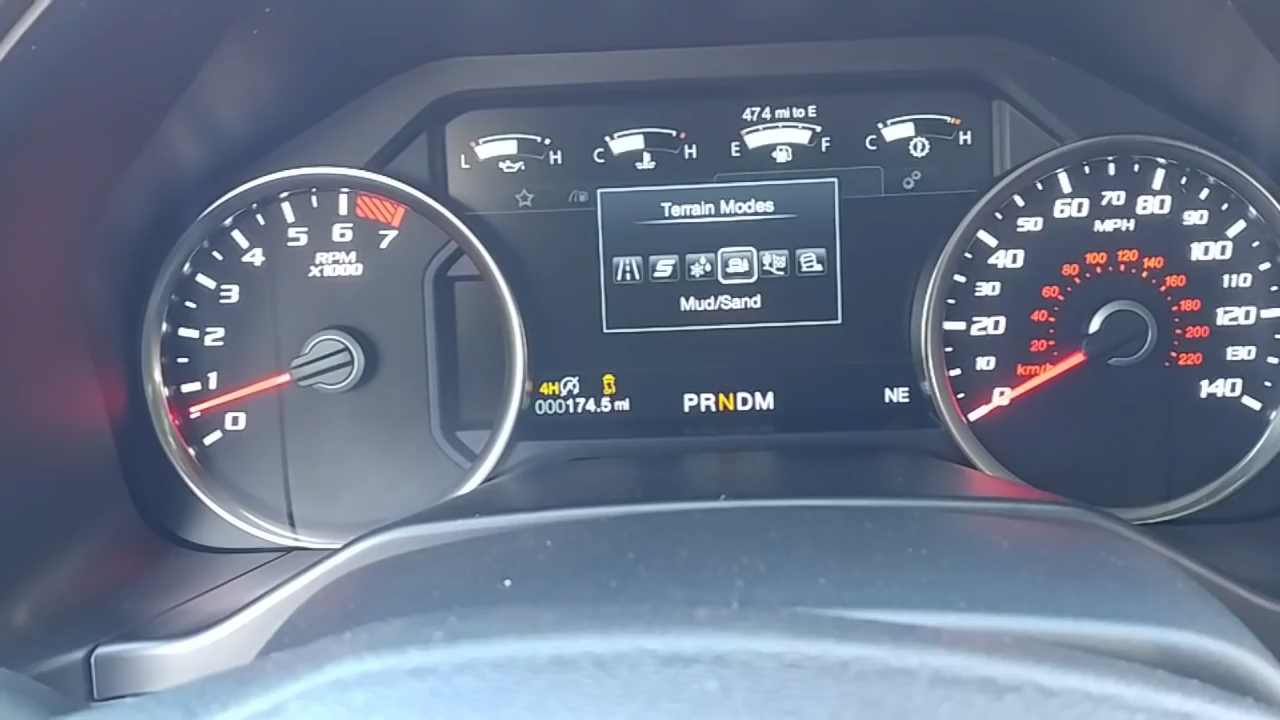 474 mi to E
L H
C H
E F
C H
Terrain Modes
Mud/Sand
4H
000174.5 mi
PRNDM
NE
0 1 2 3 4 5 6 7
RPM
X1000
0 10 20 30 40 50 60 70 80 90 100 110 120 130 140
MPH
20 40 60 80 100 120 140 160 180 200 220
km/h